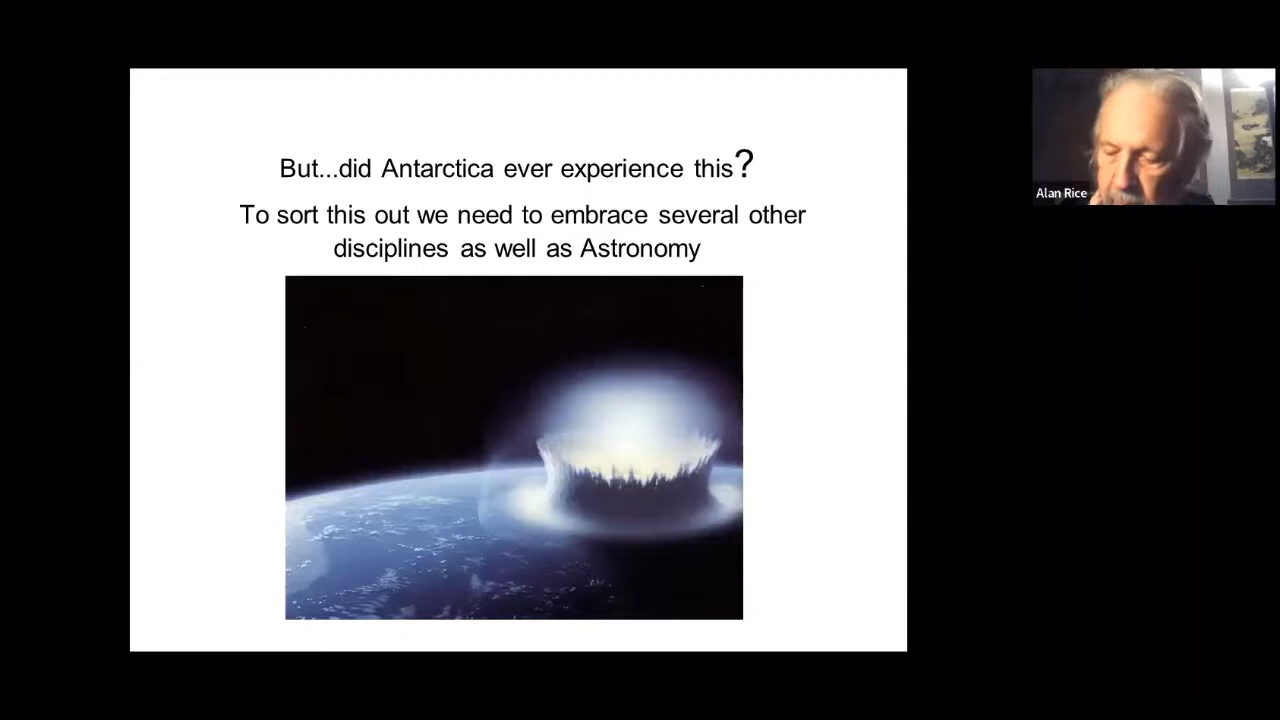 But...did Antarctica ever experience this?
To sort this out we need to embrace several other
disciplines as well as Astronomy
Alan Rice